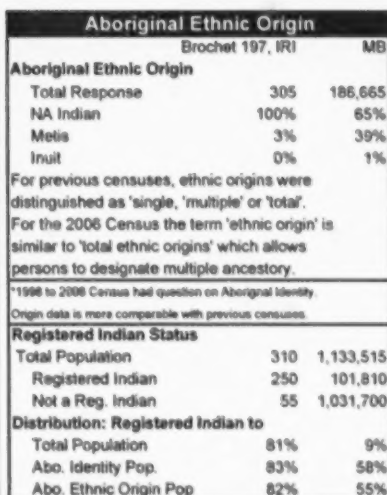 Aboriginal Ethnic Origin
Brochet 197, IRI MB
Aboriginal Ethnic Origin
Total Response 305 186,665
NA Indian 100% 65%
Metis 3% 39%
Inuit 0% 1%
For previous censuses, ethnic origins were
distinguished as 'single, 'multiple' or 'total'.
For the 2006 Census the term 'ethnic origin' is
similar to 'total ethnic origins' which allows
persons to designate multiple ancestory.
*1996 to 2006 Census had question on Aboriginal Identity.
Origin data is more comparable with previous censuses.
Registered Indian Status
Total Population 310 1,133,515
Registered Indian 250 101,810
Not a Reg. Indian 55 1,031,700
Distribution: Registered Indian to
Total Population 81% 9%
Abo. Identity Pop. 83% 58%
Abo. Ethnic Origin Pop 82% 55%